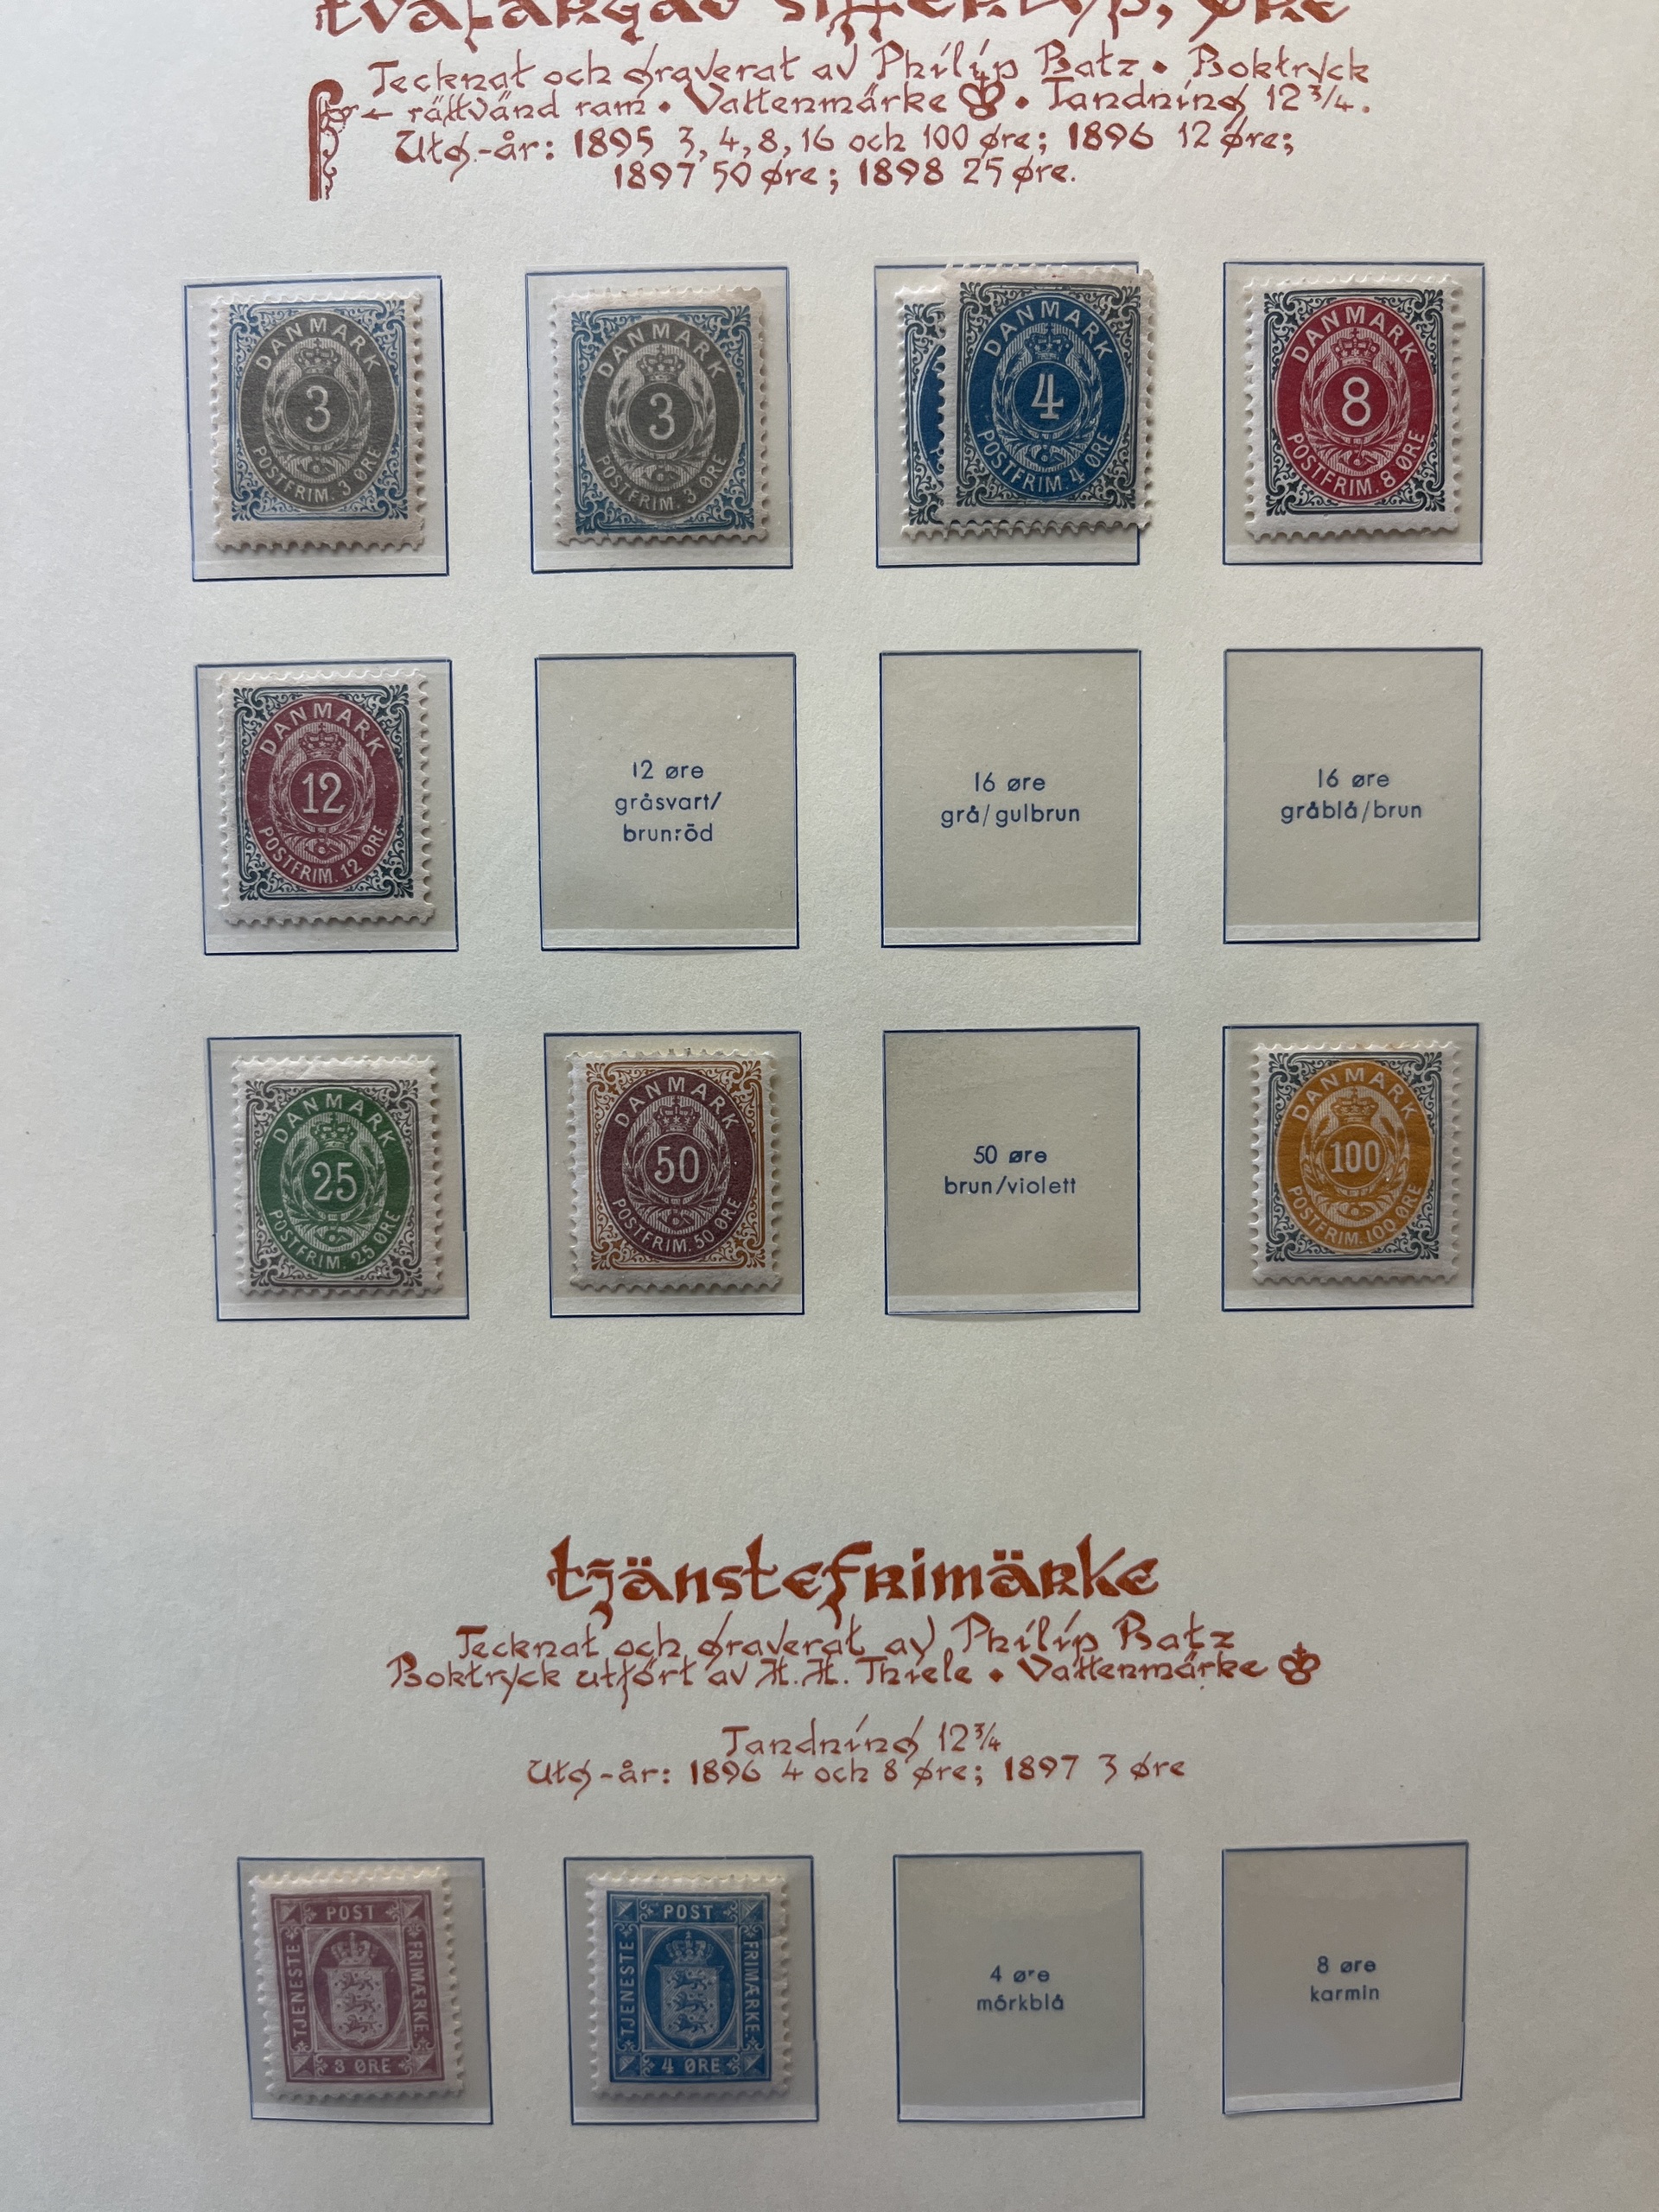 tvåfärgad siffertyp, øre
Tecknat och graverat av Philip Batz • Boktryck
← rättvänd ram • Vattenmärke • Tandning 12 3/4.
Utg.-år: 1895 3, 4, 8, 16 och 100 øre; 1896 12 øre;
1897 50 øre; 1898 25 øre.
DANMARK
3
POSTFRIM. 3 ØRE
DANMARK
3
POSTFRIM. 3 ØRE
DANMARK
4
POSTFRIM. 4 ØRE
DANMARK
8
POSTFRIM. 8 ØRE
DANMARK
12
POSTFRIM. 12 ØRE
12 øre
gråsvart/
brunröd
16 øre
grå/gulbrun
16 øre
gråblå/brun
DANMARK
25
POSTFRIM. 25 ØRE
DANMARK
50
POSTFRIM. 50 ØRE
50 øre
brun/violett
DANMARK
100
POSTFRIM. 100 ØRE
tjänstefrimärke
Tecknat och graverat av Philip Batz
Boktryck utfört av H. H. Thiele • Vattenmärke
Tandning 12 3/4
Utg-år: 1896 4 och 8 øre; 1897 3 øre
POST
TJENESTE
FRIMÆRKE.
3 ØRE
POST
TJENESTE
FRIMÆRKE.
4 ØRE
4 øre
mörkblå
8 øre
karmin